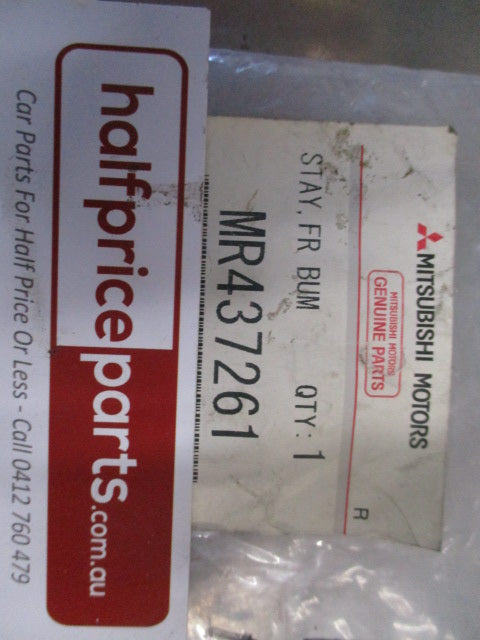 MITSUBISHI MOTORS
MITSUBISHI MOTORS
GENUINE PARTS
R
STAY, FR BUM QTY: 1
MR437261
halfpriceparts.com.au
Car Parts For Half Price Or Less - Call 0412 760 479